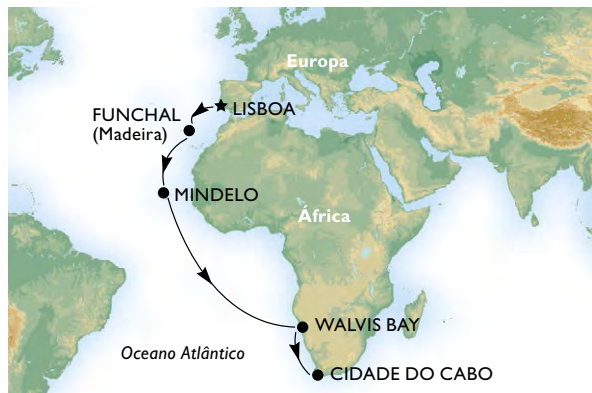 Europa
FUNCHAL
(Madeira)
LISBOA
MINDELO
África
WALVIS BAY
Oceano Atlântico
CIDADE DO CABO